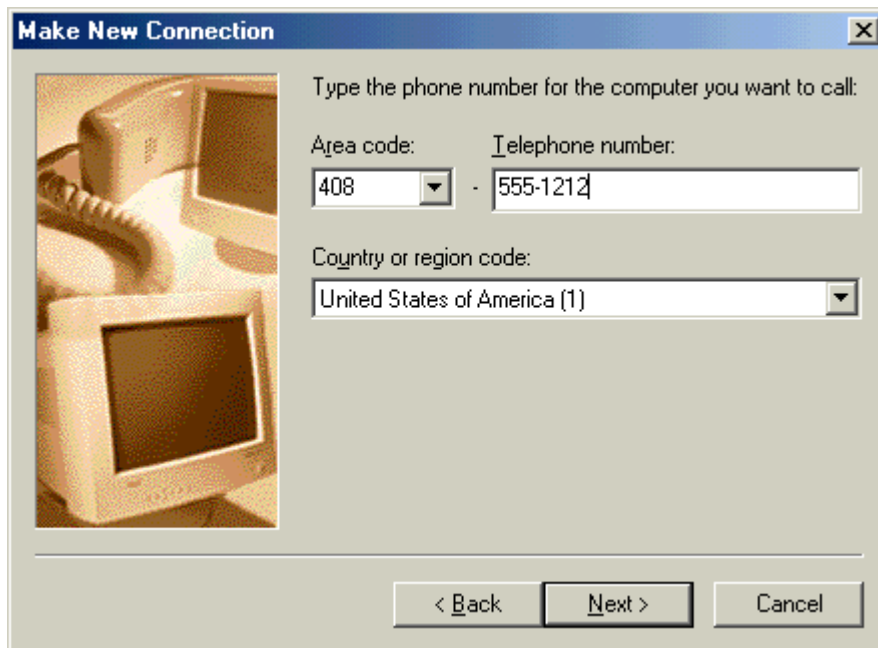 Make New Connection
Type the phone number for the computer you want to call:
Area code: Telephone number:
408 - 555-1212
Country or region code:
United States of America (1)
< Back Next > Cancel